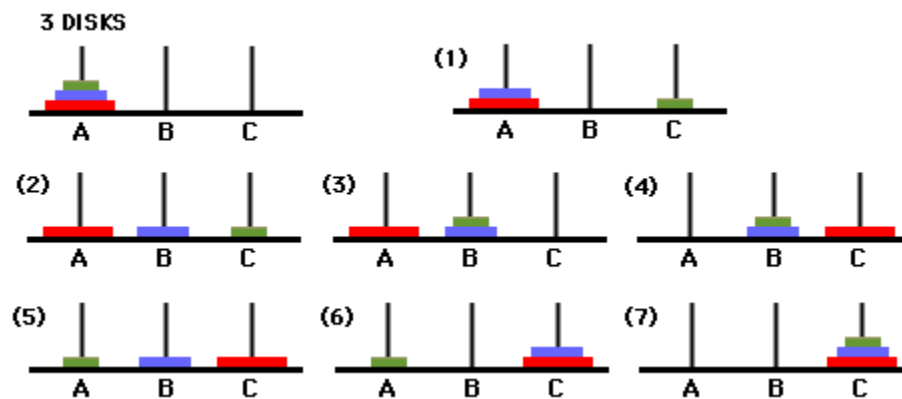 3 DISKS
(1)
A B C
A B C
(2) (3) (4)
A B C A B C A B C
(5) (6) (7)
A B C A B C A B C